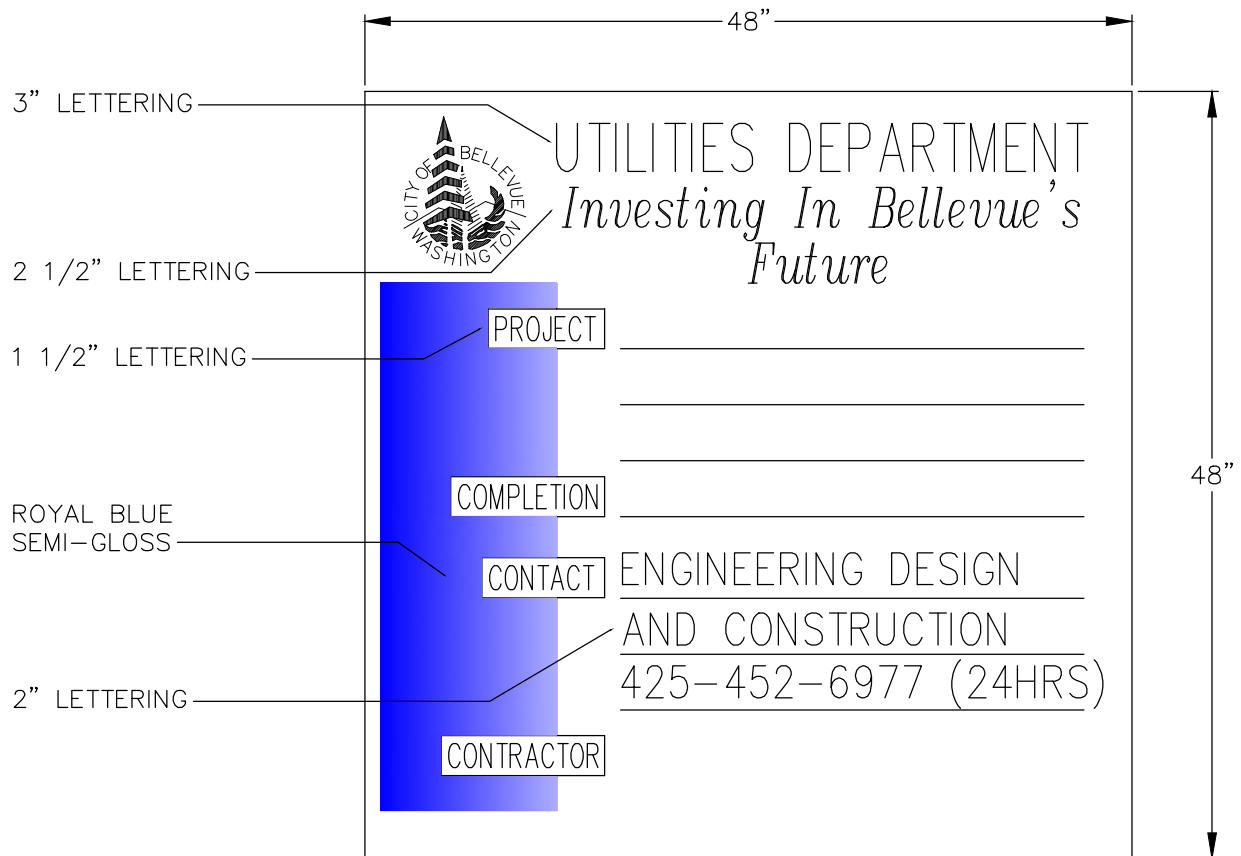 48”
3” LETTERING
CITY OF BELLEVUE
WASHINGTON
UTILITIES DEPARTMENT
Investing In Bellevue's
Future
2 1/2” LETTERING
PROJECT
1 1/2” LETTERING
48”
COMPLETION
ROYAL BLUE
SEMI-GLOSS
CONTACT ENGINEERING DESIGN
AND CONSTRUCTION
425-452-6977 (24HRS)
2” LETTERING
CONTRACTOR